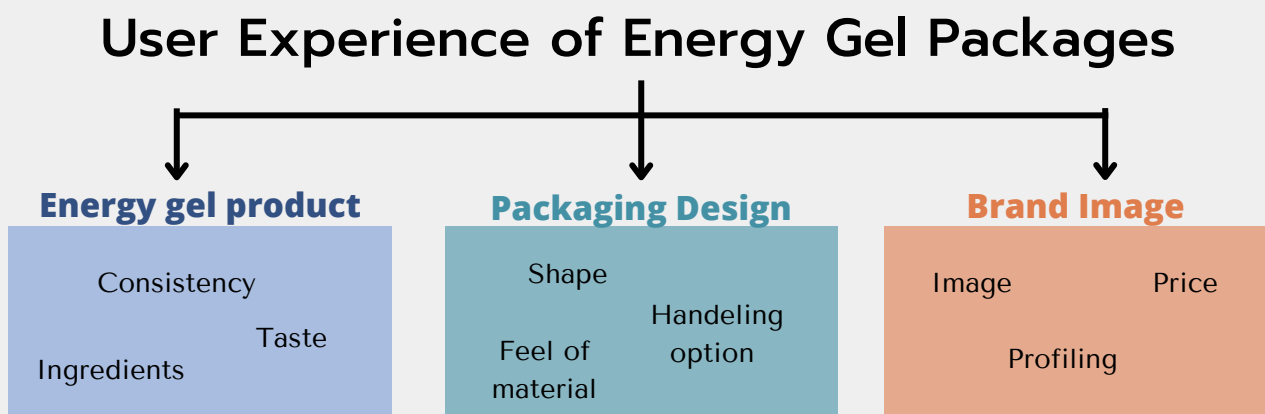 User Experience of Energy Gel Packages
Energy gel product
Consistency
Taste
Ingredients
Packaging Design
Shape
Handeling
option
Feel of
material
Brand Image
Image
Price
Profiling